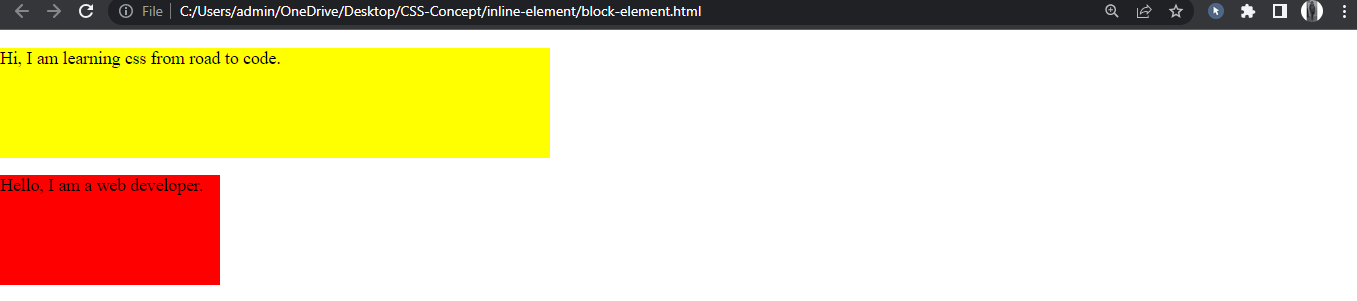 File C:/Users/admin/OneDrive/Desktop/CSS-Concept/inline-element/block-element.html
Hi, I am learning css from road to code.
Hello, I am a web developer.